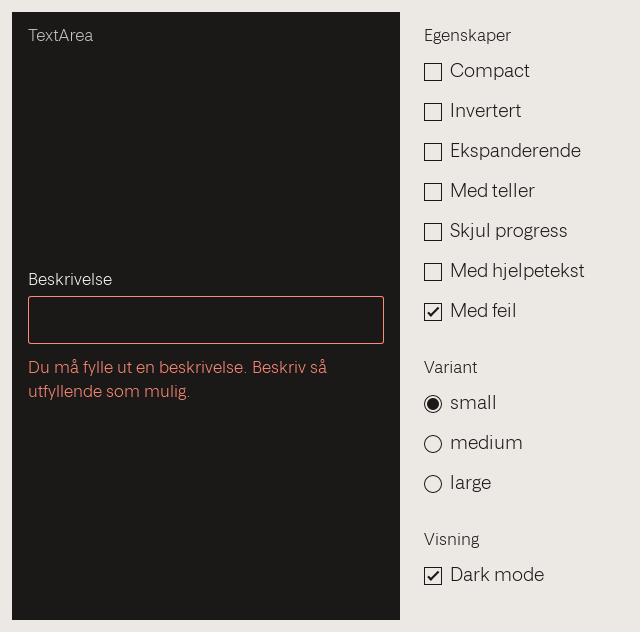 TextArea
Beskrivelse
Du må fylle ut en beskrivelse. Beskriv så
utfyllende som mulig.
Egenskaper
Compact
Invertert
Ekspanderende
Med teller
Skjul progress
Med hjelpetekst
Med feil
Variant
small
medium
large
Visning
Dark mode